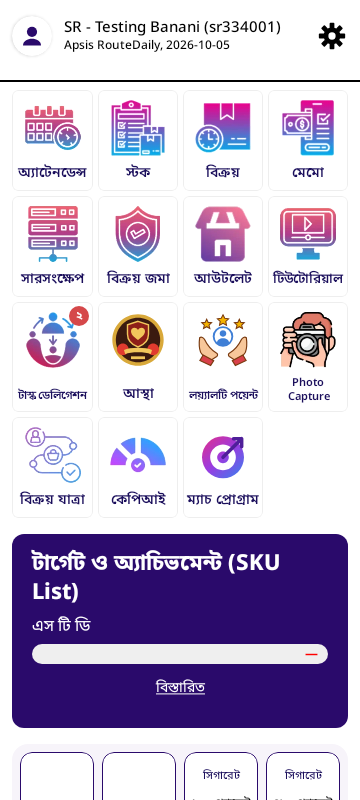 SR - Testing Banani (sr334001)
Apsis RouteDaily, 2026-10-05
অ্যাটেনডেন্স
স্টক
বিক্রয়
মেমো
সারসংক্ষেপ
বিক্রয় জমা
আউটলেট
টিউটোরিয়াল
২
টাস্ক ডেলিগেশন
আস্থা
লয়্যালটি পয়েন্ট
Photo
Capture
বিক্রয় যাত্রা
কেপিআই
ম্যাচ প্রোগ্রাম
টার্গেট ও অ্যাচিভমেন্ট (SKU
List)
এস টি ডি
বিস্তারিত
সিগারেট
সিগারেট